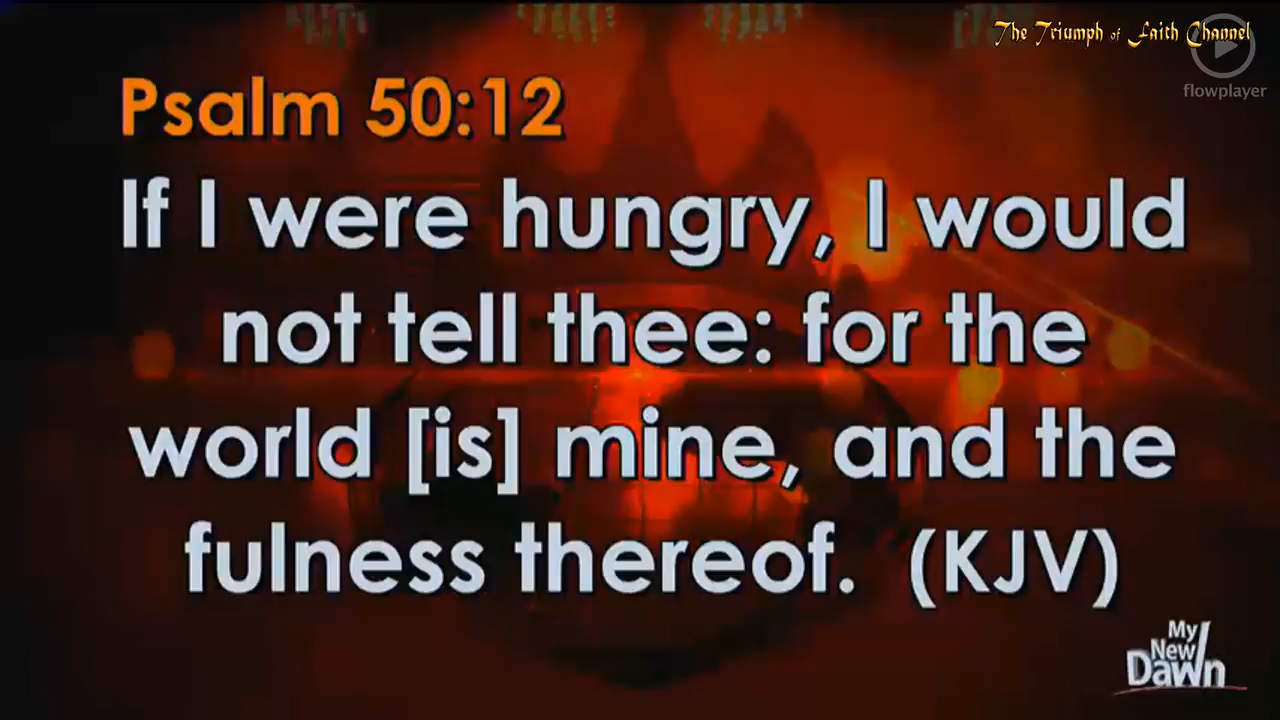 The Triumph of Faith Channel
flowplayer
Psalm 50:12
If I were hungry, I would
not tell thee: for the
world [is] mine, and the
fulness thereof. (KJV)
My
New
Dawn